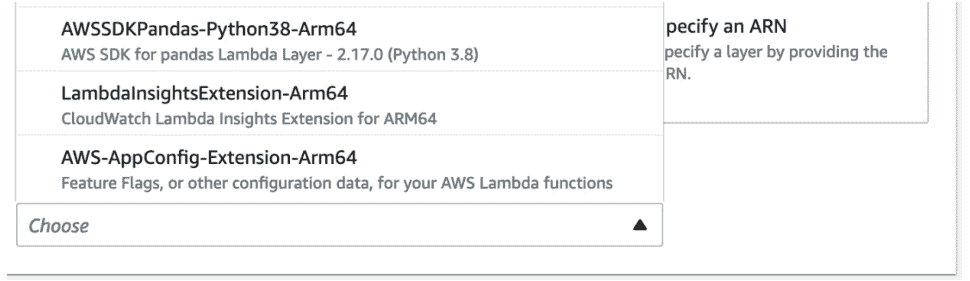 AWSSDKPandas-Python38-Arm64
AWS SDK for pandas Lambda Layer - 2.17.0 (Python 3.8)
LambdaInsightsExtension-Arm64
CloudWatch Lambda Insights Extension for ARM64
AWS-AppConfig-Extension-Arm64
Feature Flags, or other configuration data, for your AWS Lambda functions
Choose
pecify an ARN
pecify a layer by providing the
RN.